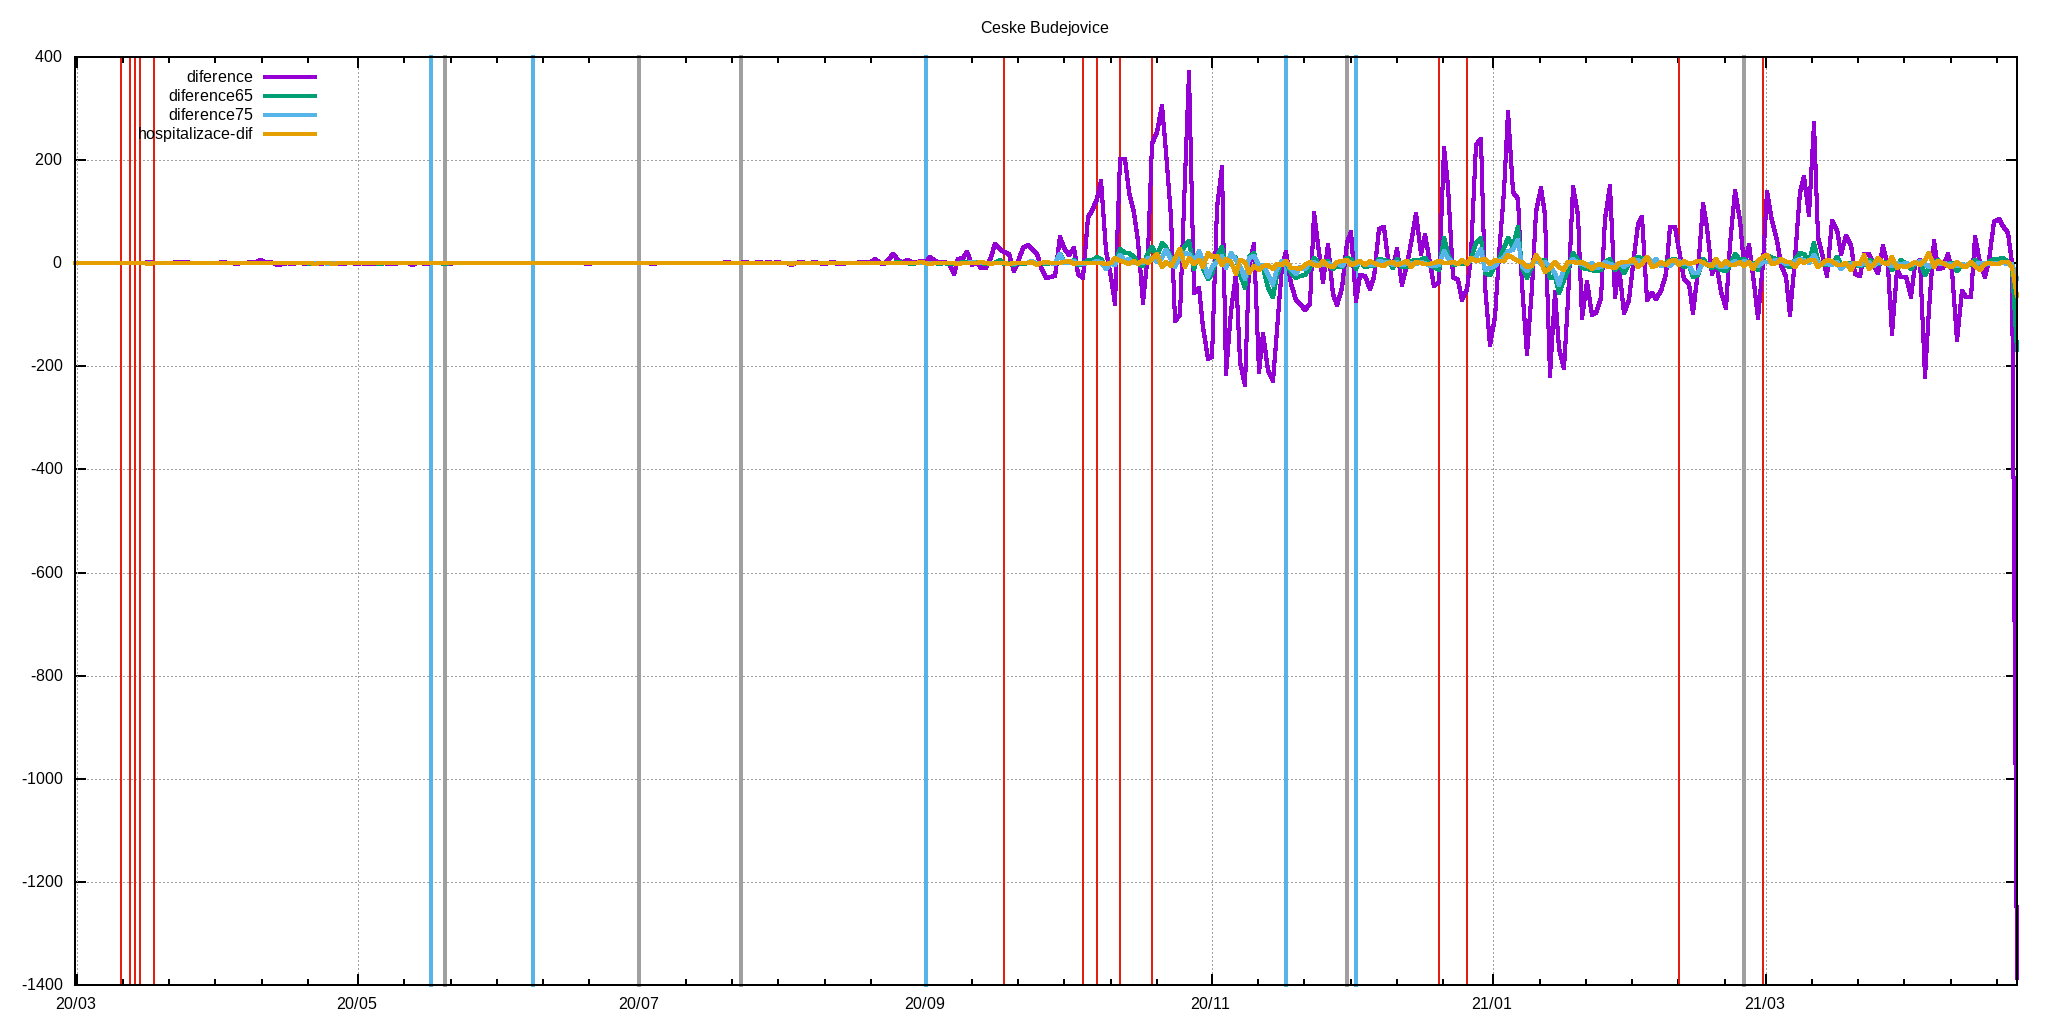 Ceske Budejovice
400
diference
diference65
diference75
hospitalizace-dif
200
0
-200
-400
-600
-800
-1000
-1200
-1400
20/03 20/05 20/07 20/09 20/11 21/01 21/03